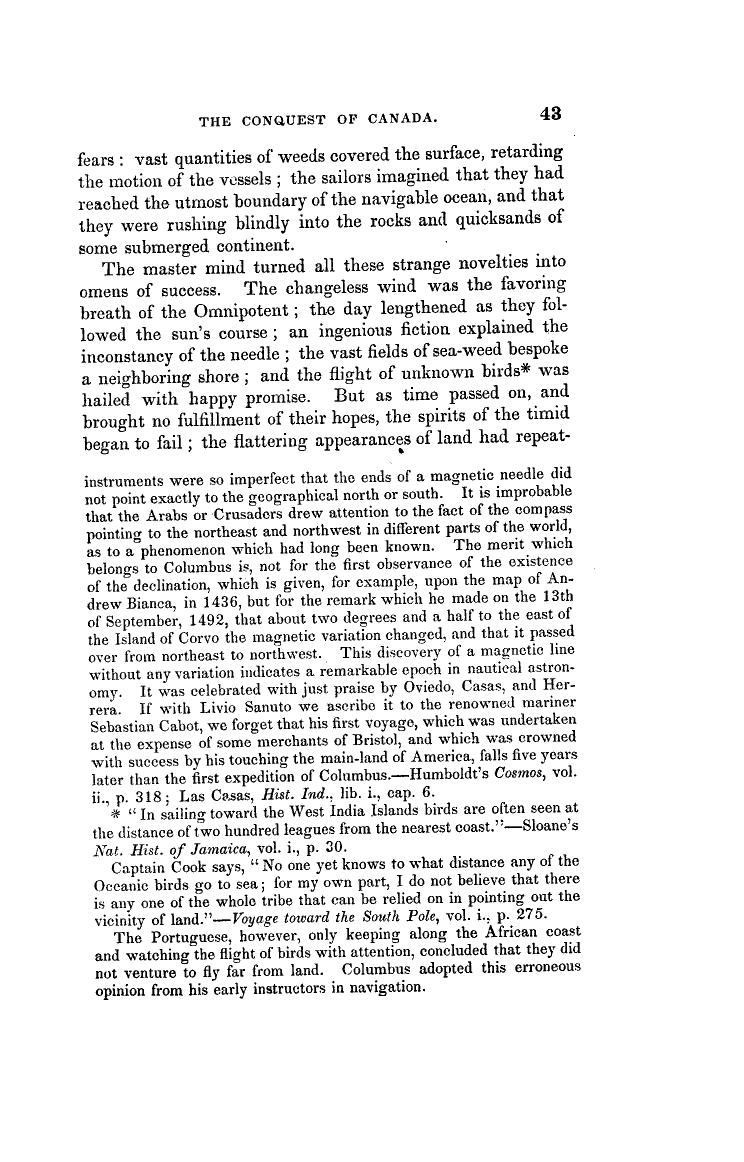 THE CONQUEST OF CANADA. 43
fears : vast quantities of weeds covered the surface, retarding
the motion of the vessels ; the sailors imagined that they had
reached the utmost boundary of the navigable ocean, and that
they were rushing blindly into the rocks and quicksands of
some submerged continent.
The master mind turned all these strange novelties into
omens of success. The changeless wind was the favoring
breath of the Omnipotent ; the day lengthened as they fol-
lowed the sun's course ; an ingenious fiction explained the
inconstancy of the needle ; the vast fields of sea-weed bespoke
a neighboring shore ; and the flight of unknown birds* was
hailed with happy promise. But as time passed on, and
brought no fulfillment of their hopes, the spirits of the timid
began to fail ; the flattering appearances of land had repeat-
instruments were so imperfect that the ends of a magnetic needle did
not point exactly to the geographical north or south. It is improbable
that the Arabs or Crusaders drew attention to the fact of the compass
pointing to the northeast and northwest in different parts of the world,
as to a phenomenon which had long been known. The merit which
belongs to Columbus is, not for the first observance of the existence
of the declination, which is given, for example, upon the map of An-
drew Bianca, in 1436, but for the remark which he made on the 13th
of September, 1492, that about two degrees and a half to the east of
the Island of Corvo the magnetic variation changed, and that it passed
over from northeast to northwest. This discovery of a magnetic line
without any variation indicates a remarkable epoch in nautical astron-
omy. It was celebrated with just praise by Oviedo, Casas, and Her-
rera. If with Livio Sanuto we ascribe it to the renowned mariner
Sebastian Cabot, we forget that his first voyage, which was undertaken
at the expense of some merchants of Bristol, and which was crowned
with success by his touching the main-land of America, falls five years
later than the first expedition of Columbus.—Humboldt's Cosmos, vol.
ii., p. 318 ; Las Casas, Hist. Ind., lib. i., cap. 6.
* "In sailing toward the West India Islands birds are often seen at
the distance of two hundred leagues from the nearest coast."—Sloane's
Nat. Hist. of Jamaica, vol. i., p. 30.
Captain Cook says, "No one yet knows to what distance any of the
Oceanic birds go to sea ; for my own part, I do not believe that there
is any one of the whole tribe that can be relied on in pointing out the
vicinity of land."—Voyage toward the South Pole, vol. i., p. 275.
The Portuguese, however, only keeping along the African coast
and watching the flight of birds with attention, concluded that they did
not venture to fly far from land. Columbus adopted this erroneous
opinion from his early instructors in navigation.